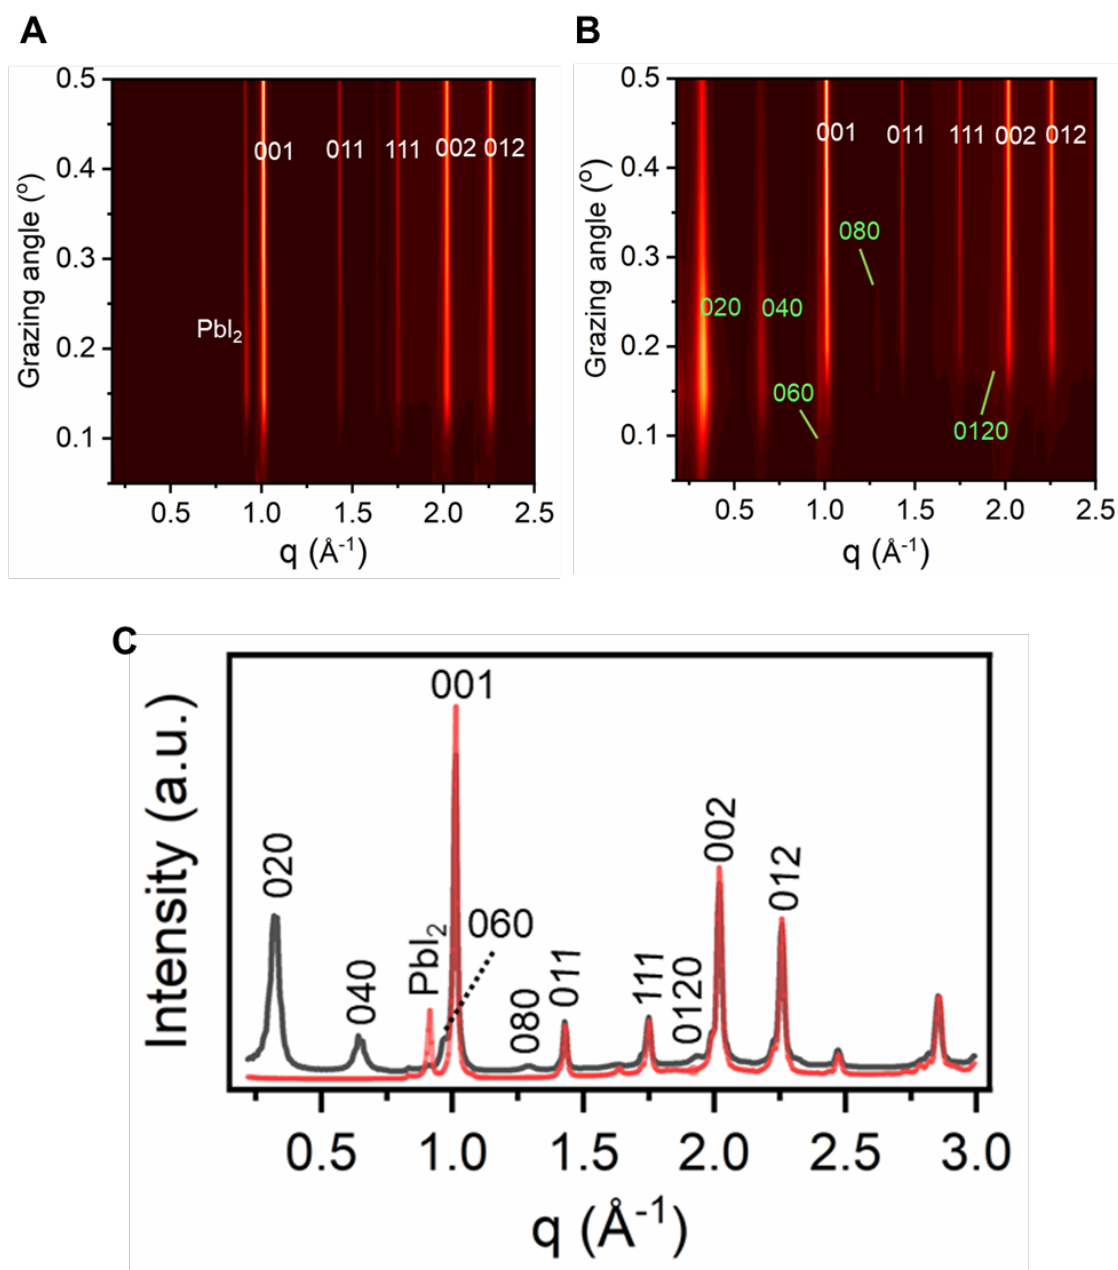 A
0.5
0.4
0.3
0.2
0.1
Grazing angle (º)
001 011 111 002 012
PbI₂
0.5 1.0 1.5 2.0 2.5
q (Å⁻¹)
B
0.5
0.4
0.3
0.2
0.1
Grazing angle (º)
001 011 111 002 012
080
020 040
060
0120
0.5 1.0 1.5 2.0 2.5
q (Å⁻¹)
C
Intensity (a.u.)
020
040
PbI₂
001
060
080
011
111
0120
002
012
0.5 1.0 1.5 2.0 2.5 3.0
q (Å⁻¹)